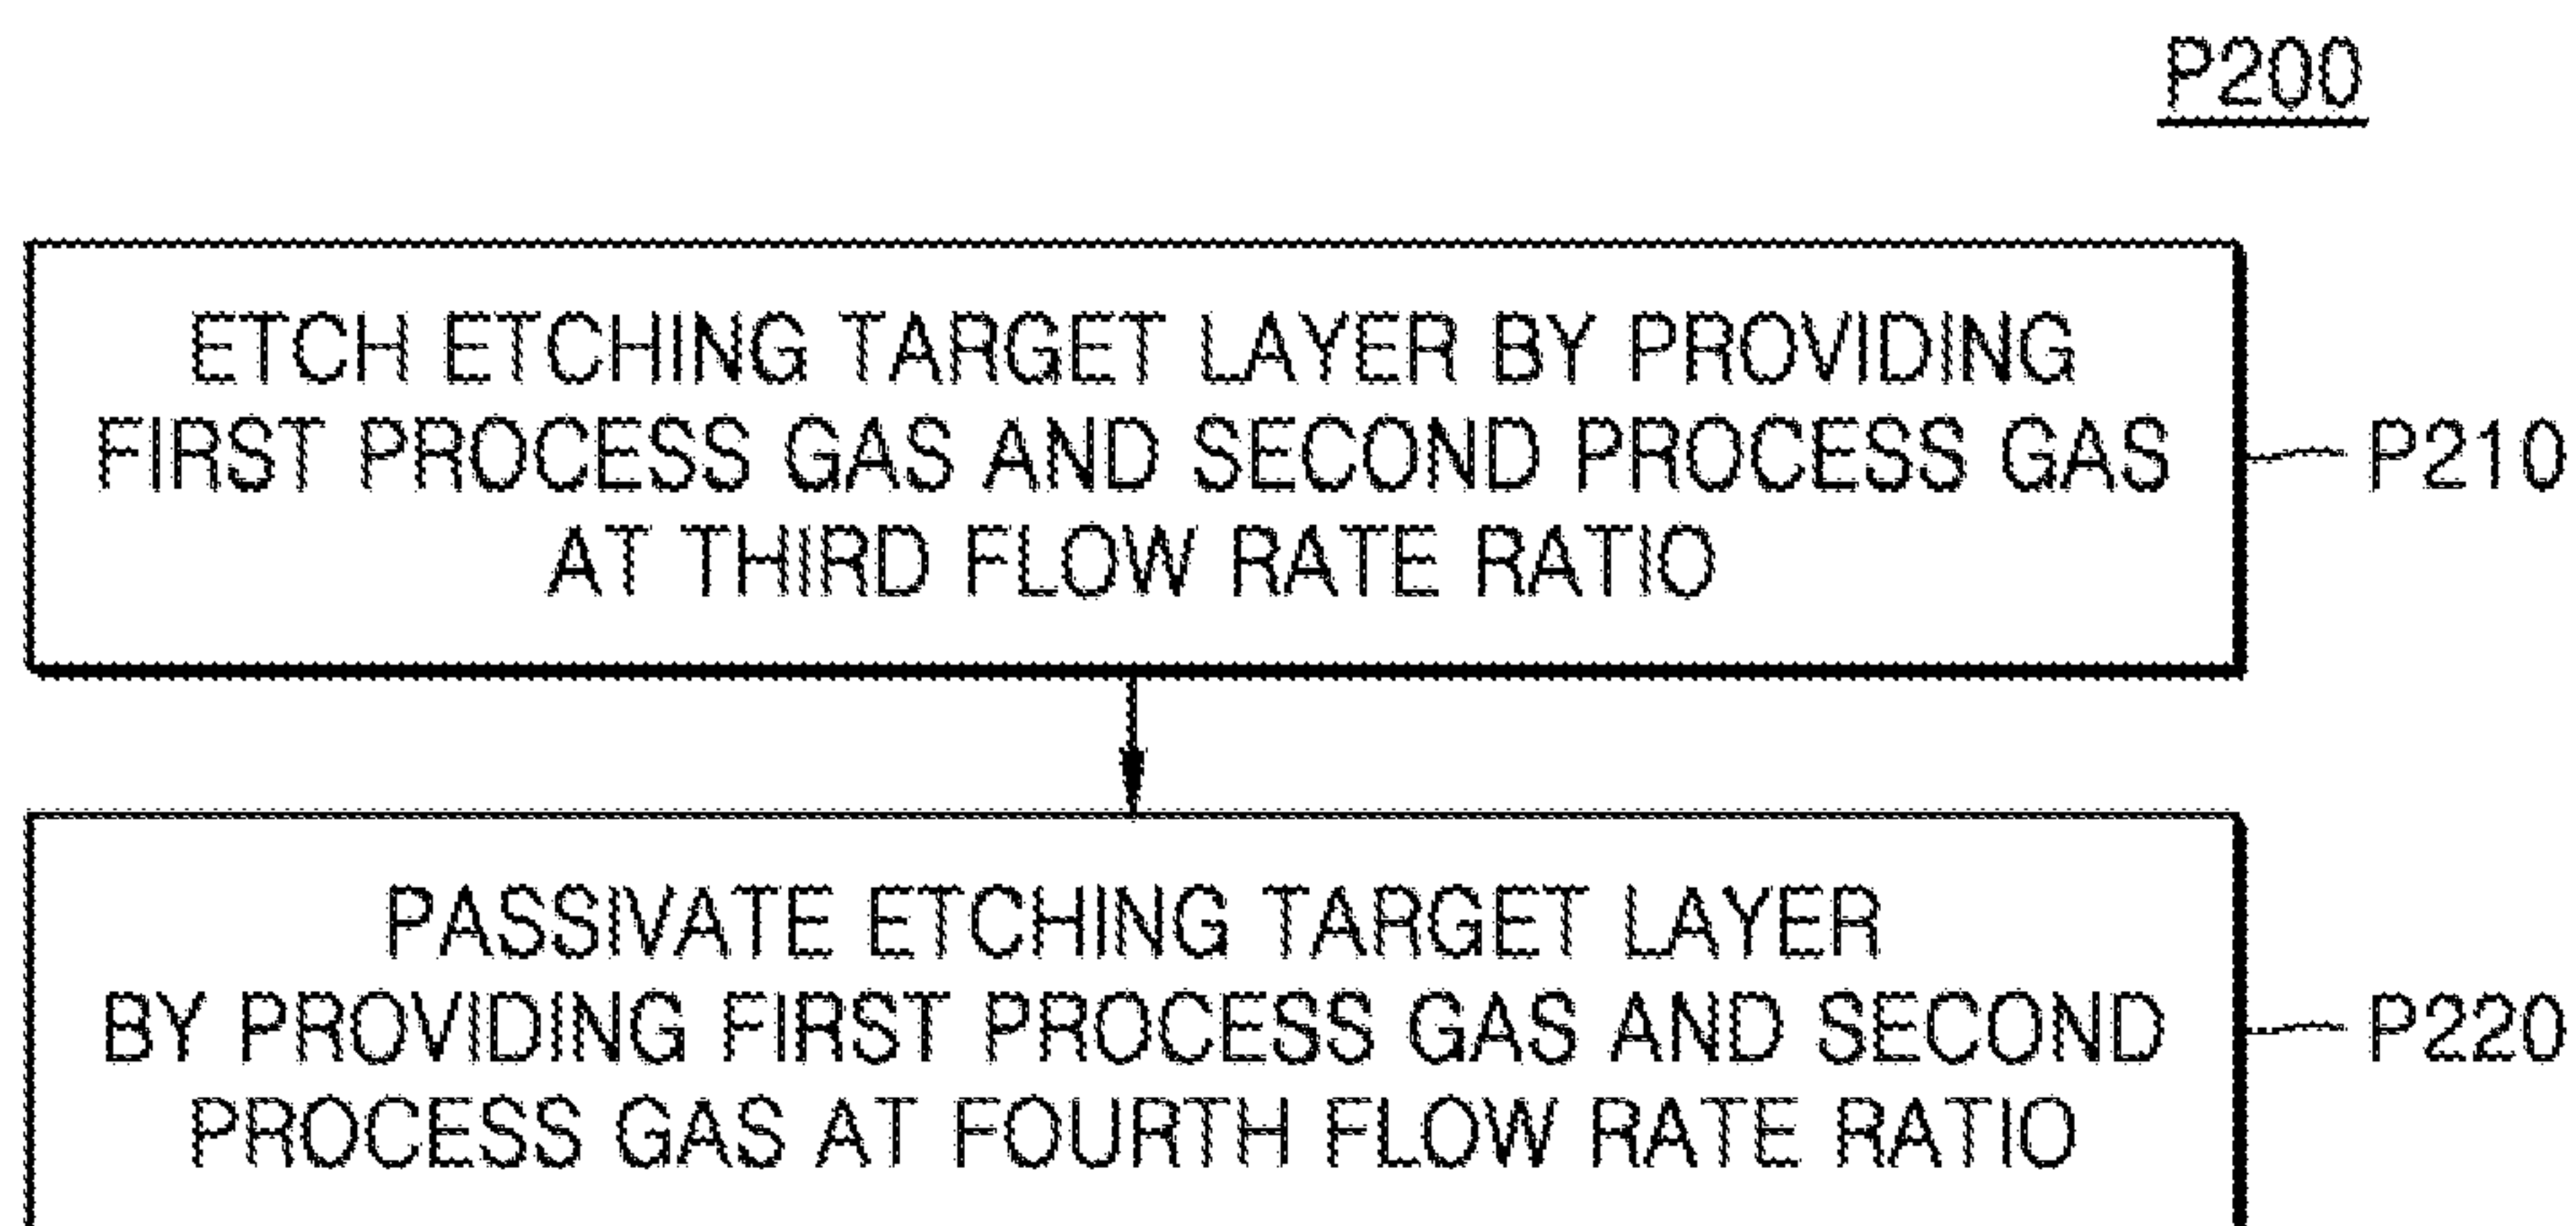 P200
ETCH ETCHING TARGET LAYER BY PROVIDING
FIRST PROCESS GAS AND SECOND PROCESS GAS
AT THIRD FLOW RATE RATIO
P210
PASSIVATE ETCHING TARGET LAYER
BY PROVIDING FIRST PROCESS GAS AND SECOND
PROCESS GAS AT FOURTH FLOW RATE RATIO
P220